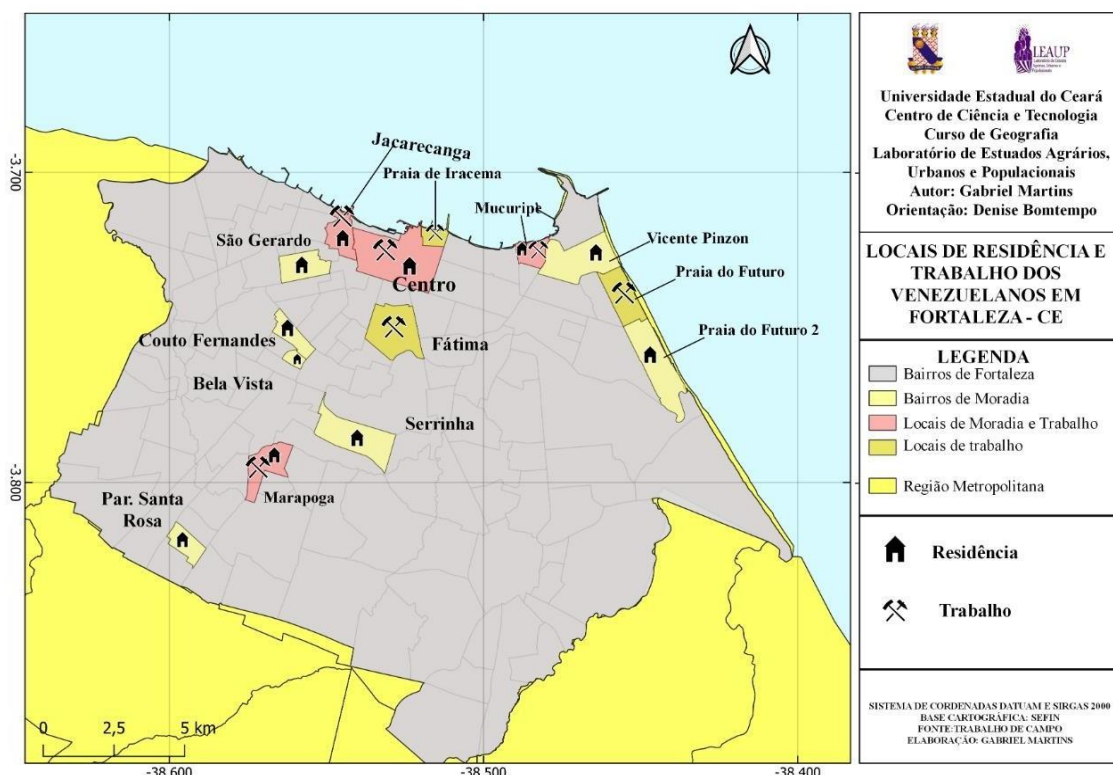 Jacarecanga
Praia de Iracema
Mucuripe
São Gerardo
Vicente Pinzon
Praia do Futuro
Centro
Praia do Futuro 2
Couto Fernandes
Fátima
Bela Vista
Serrinha
Marapoga
Par. Santa
Rosa
-3.700
-3.800
0 2,5 5 km
-38.600 -38.500 -38.400
LEAUP
Universidade Estadual do Ceará
Centro de Ciência e Tecnologia
Curso de Geografia
Laboratório de Estudos Agrários,
Urbanos e Populacionais
Autor: Gabriel Martins
Orientação: Denise Bomtempo
LOCAIS DE RESIDÊNCIA E
TRABALHO DOS
VENEZUELANOS EM
FORTALEZA - CE
LEGENDA
Bairros de Fortaleza
Bairros de Moradia
Locais de Moradia e Trabalho
Locais de trabalho
Região Metropolitana
Residência
Trabalho
SISTEMA DE CORDENADAS DATUAM E SIRGAS 2000
BASE CARTOGRÁFICA: SEFIN
FONTE:TRABALHO DE CAMPO
ELABORAÇÃO: GABRIEL MARTINS